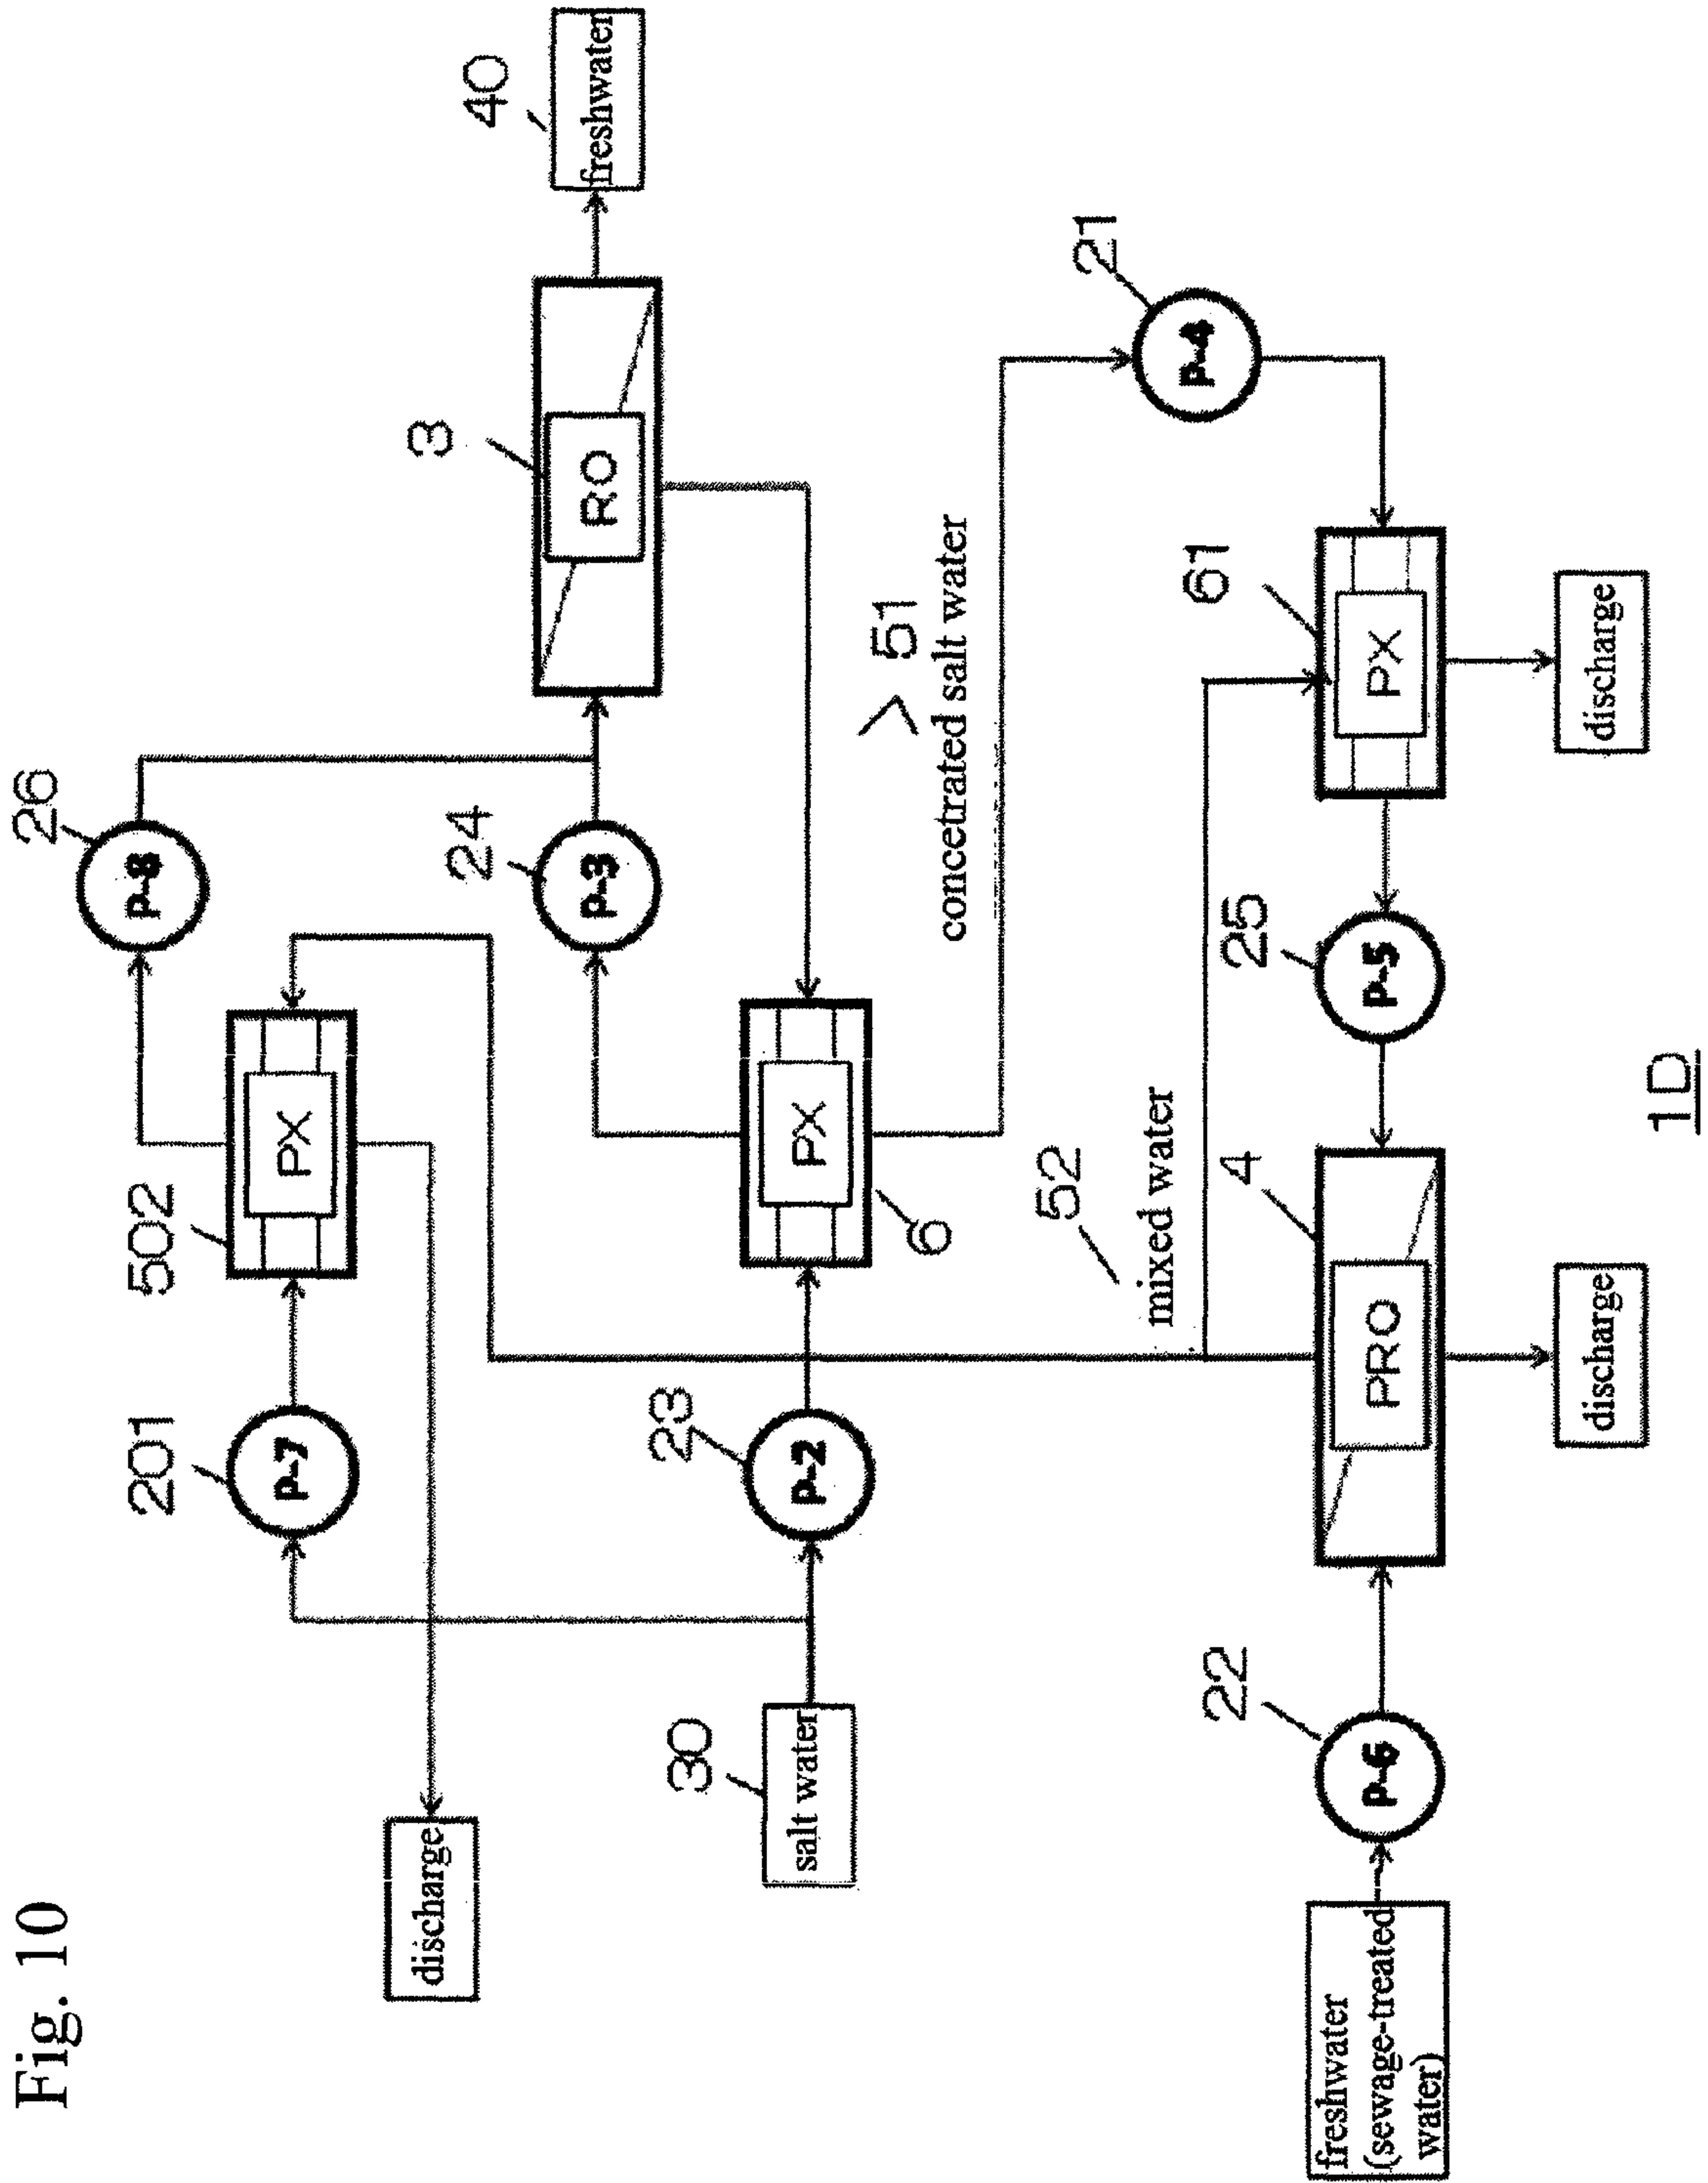 Fig. 10
discharge
201
P-7
502
PX
26
P-8
30
salt water
23
P-2
6
PX
24
P-3
3
RO
40
freshwater
51
concetrated salt water
52
mixed water
freshwater
(sewage-treated
water)
22
P-6
4
PRO
25
P-5
61
PX
21
P-4
discharge
discharge
1D